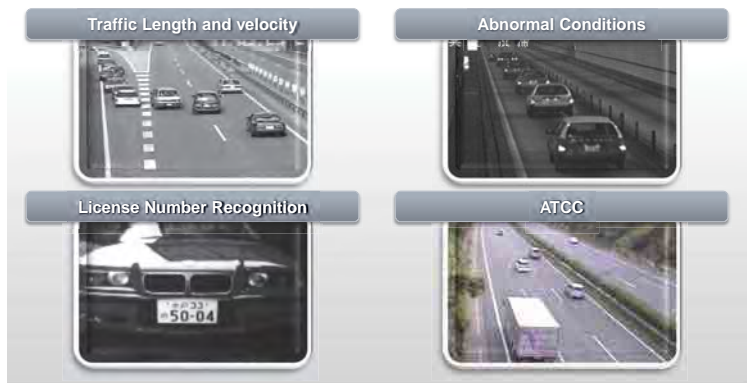 Traffic Length and velocity
Abnormal Conditions
License Number Recognition
ATCC
50-04